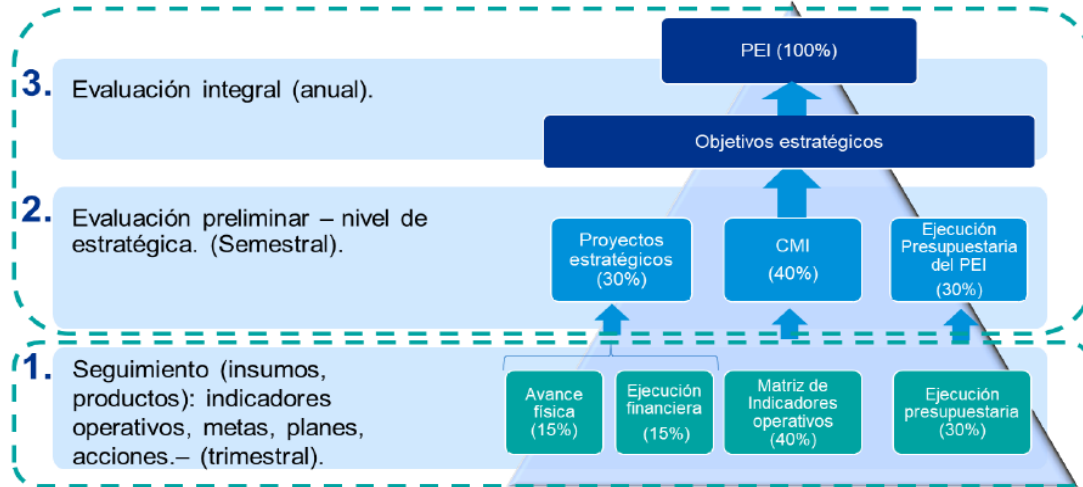 PEI (100%)
3.
Evaluación integral (anual).
Objetivos estratégicos
2.
Evaluación preliminar – nivel de
estratégica. (Semestral).
Proyectos
estratégicos
(30%)
CMI
(40%)
Ejecución
Presupuestaria
del PEI
(30%)
1.
Seguimiento (insumos,
productos): indicadores
operativos, metas, planes,
acciones.– (trimestral).
Avance
física
(15%)
Ejecución
financiera
(15%)
Matriz de
Indicadores
operativos
(40%)
Ejecución
presupuestaria
(30%)